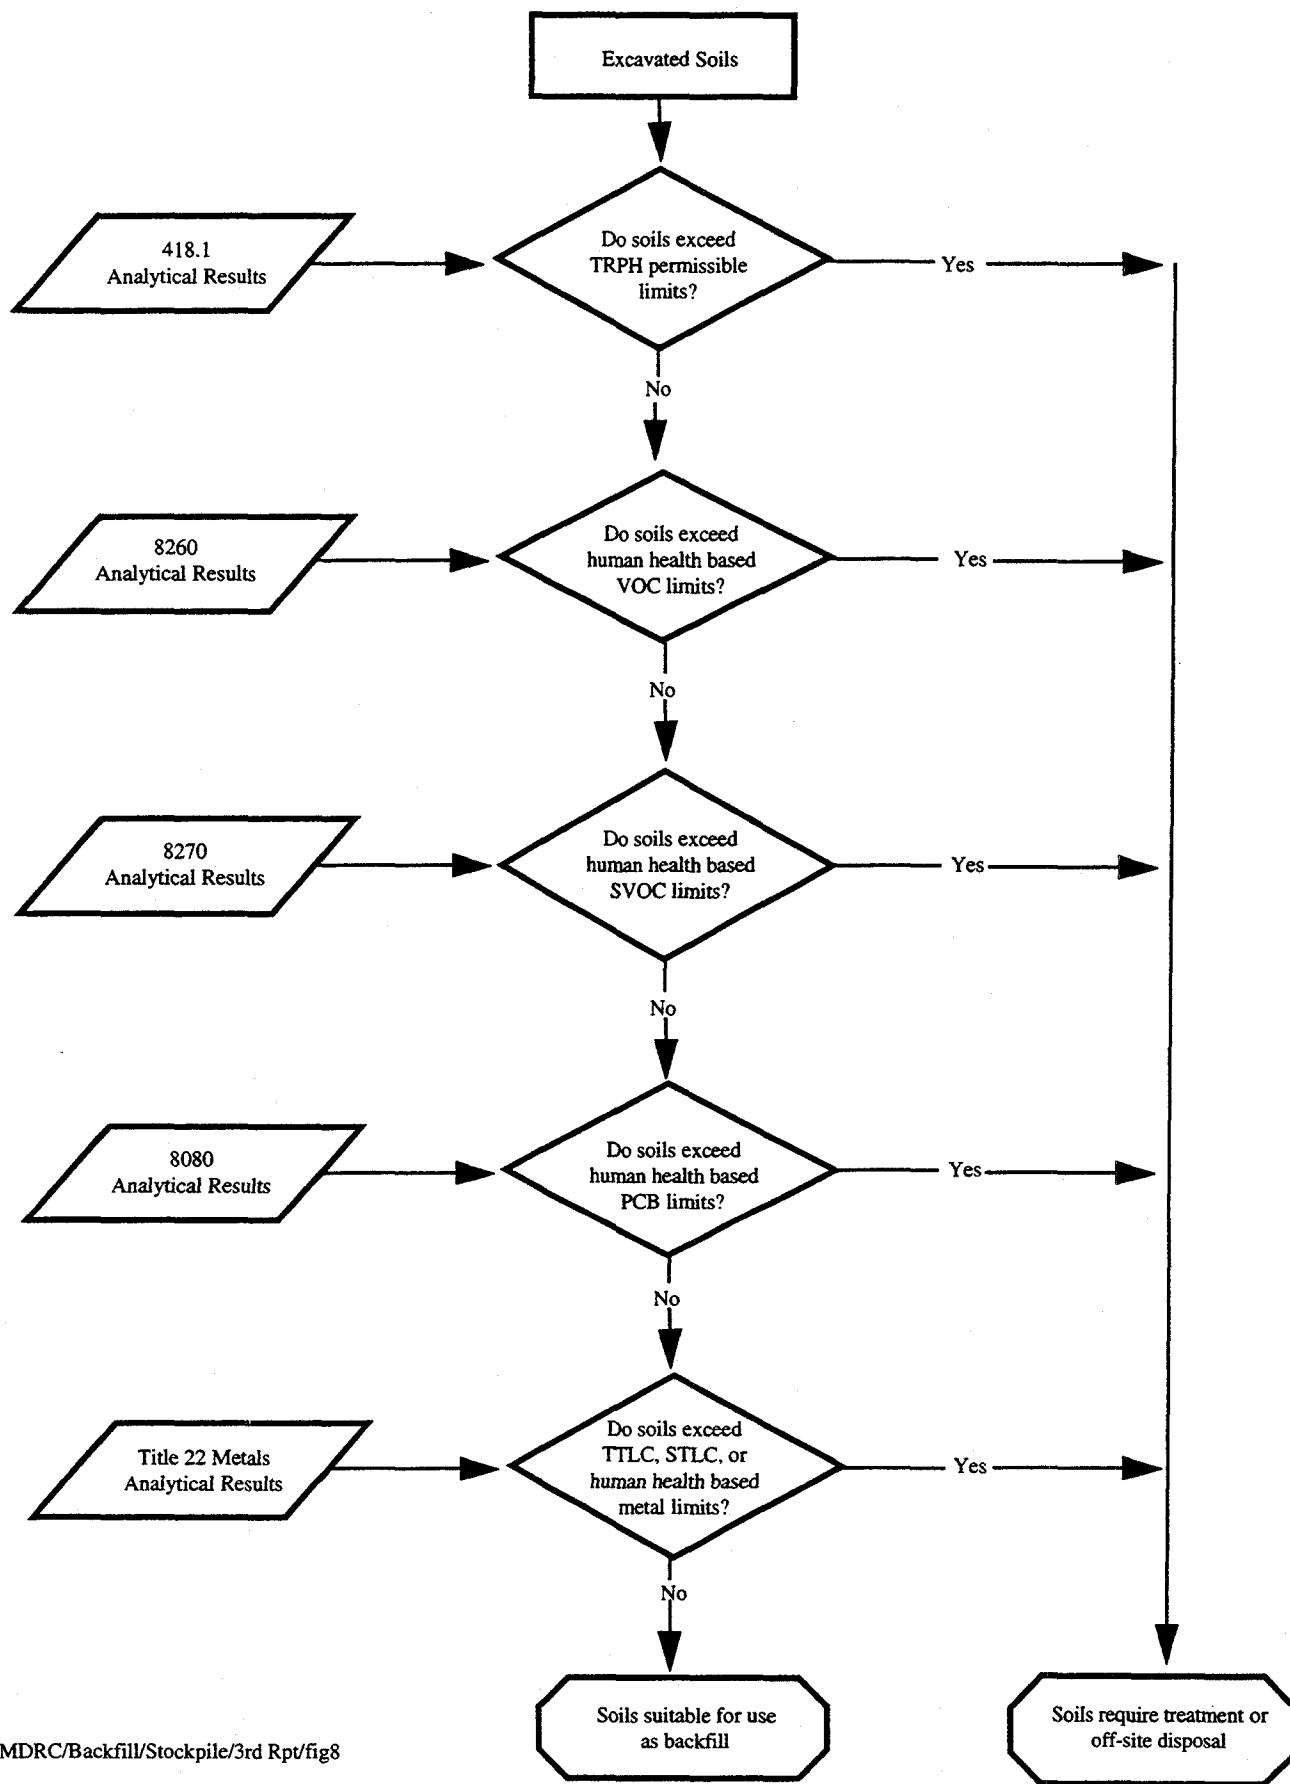 Excavated Soils
418.1
Analytical Results
Do soils exceed
TRPH permissible
limits?
Yes
No
8260
Analytical Results
Do soils exceed
human health based
VOC limits?
Yes
No
8270
Analytical Results
Do soils exceed
human health based
SVOC limits?
Yes
No
8080
Analytical Results
Do soils exceed
human health based
PCB limits?
Yes
No
Title 22 Metals
Analytical Results
Do soils exceed
TTLC, STLC, or
human health based
metal limits?
Yes
No
Soils suitable for use
as backfill
Soils require treatment or
off-site disposal
MDRC/Backfill/Stockpile/3rd Rpt/fig8